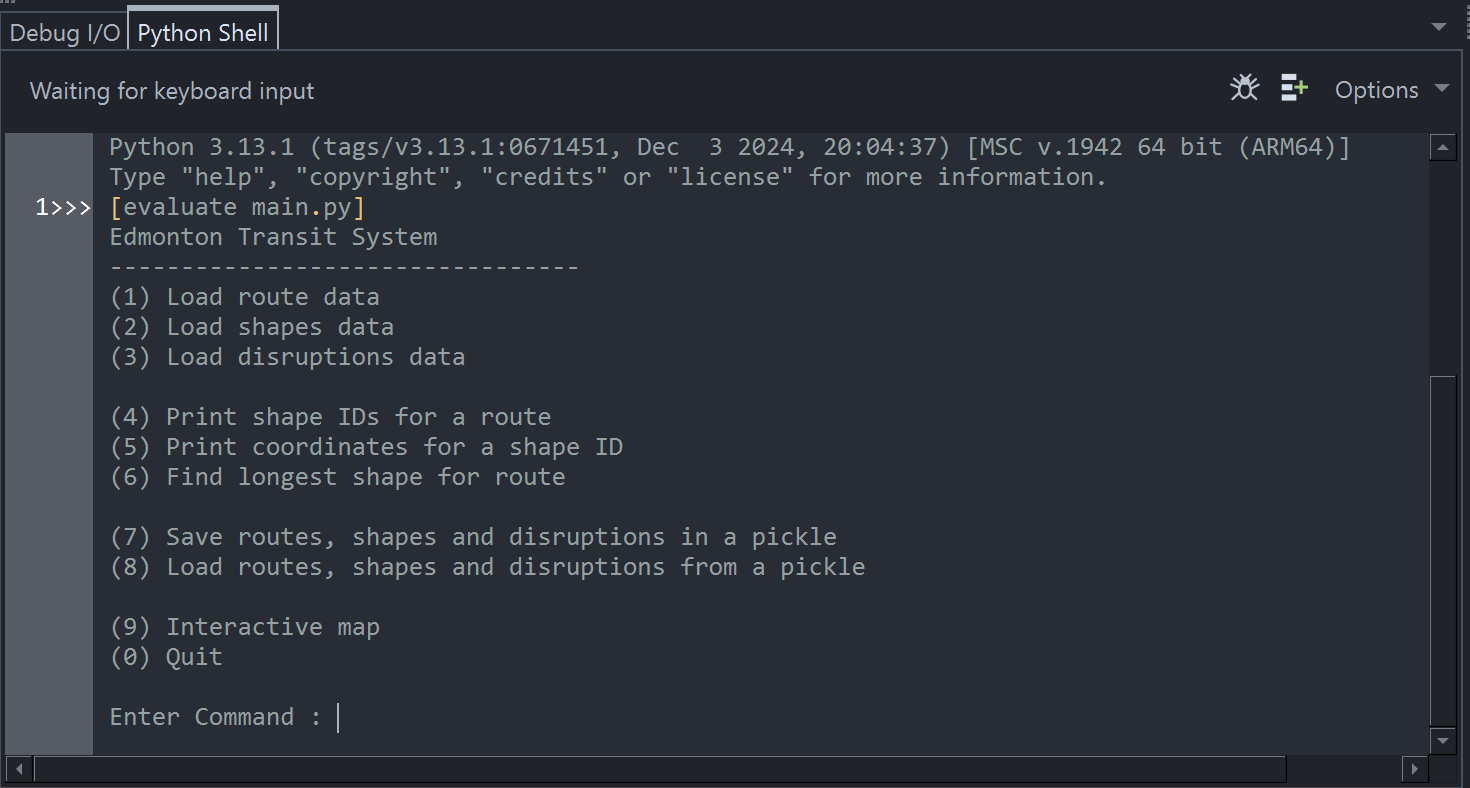 Debug I/O Python Shell
Waiting for keyboard input Options
Python 3.13.1 (tags/v3.13.1:0671451, Dec  3 2024, 20:04:37) [MSC v.1942 64 bit (ARM64)]
Type "help", "copyright", "credits" or "license" for more information.
1>>> [evaluate main.py]
Edmonton Transit System
---------------------------------
(1) Load route data
(2) Load shapes data
(3) Load disruptions data
(4) Print shape IDs for a route
(5) Print coordinates for a shape ID
(6) Find longest shape for route
(7) Save routes, shapes and disruptions in a pickle
(8) Load routes, shapes and disruptions from a pickle
(9) Interactive map
(0) Quit
Enter Command :